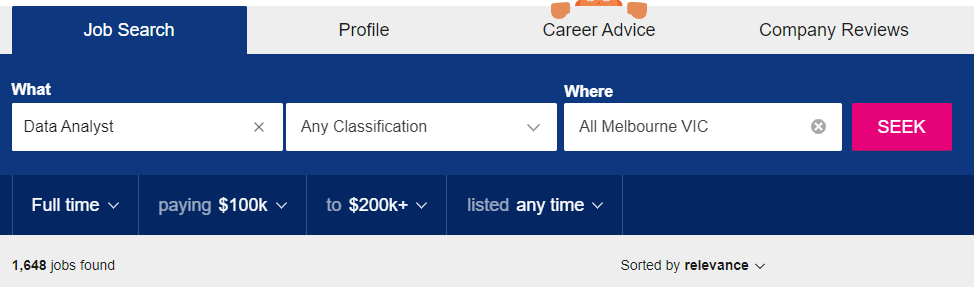 Job Search Profile Career Advice Company Reviews
What Where
Data Analyst Any Classification All Melbourne VIC SEEK
Full time paying $100k to $200k+ listed any time
1,648 jobs found Sorted by relevance